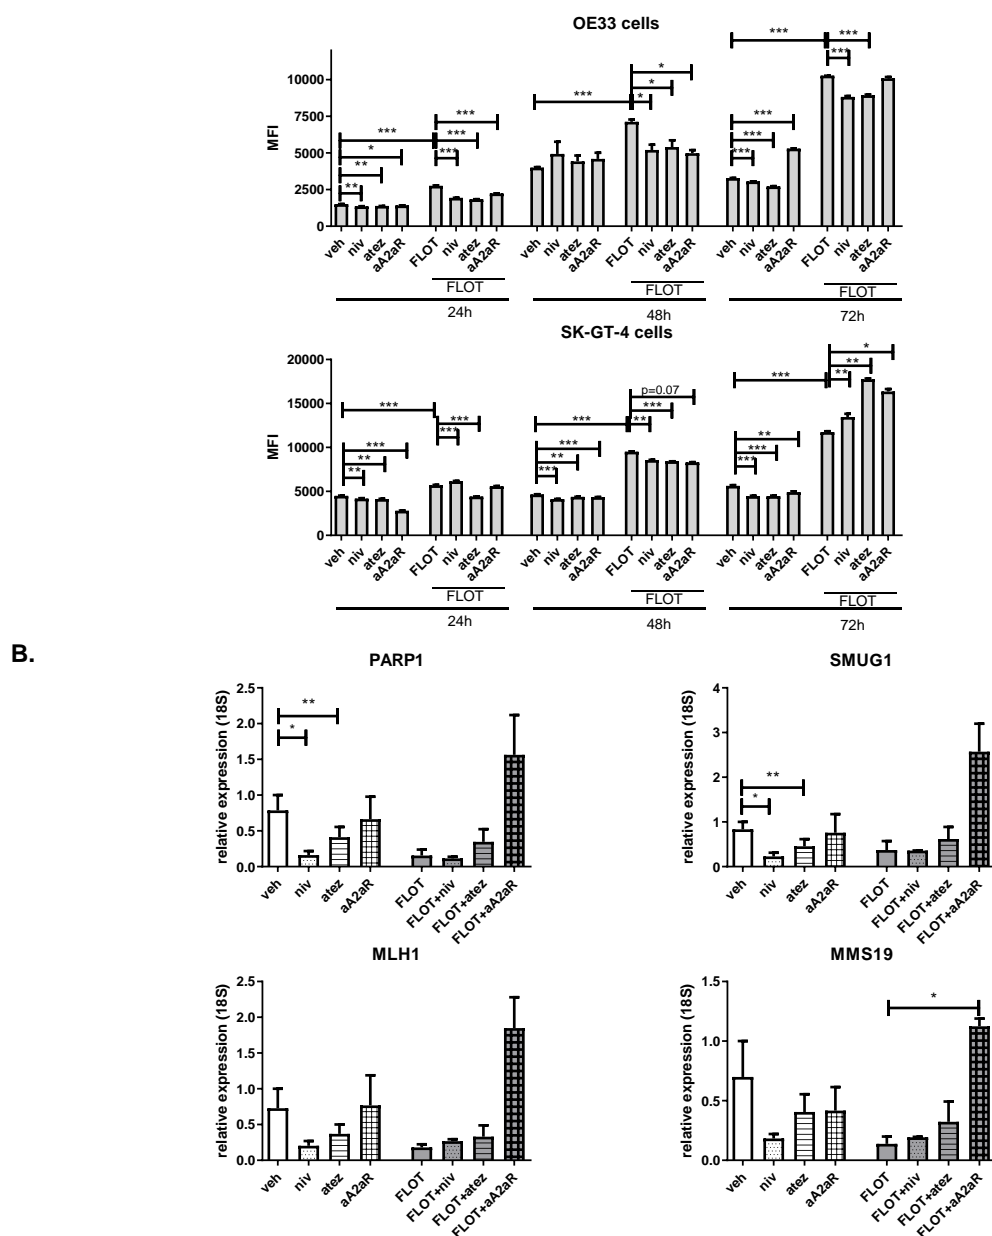 OE33 cells
MFI
10000
7500
5000
2500
0
*** *** *** * *** * *** *** ***
* *** *** * *** ***
** *** * *** ***
**
veh niv atez aA2aR FLOT niv atez aA2aR veh niv atez aA2aR FLOT niv atez aA2aR veh niv atez aA2aR FLOT niv atez aA2aR
FLOT FLOT FLOT
24h 48h 72h
SK-GT-4 cells
MFI
20000
15000
10000
5000
0
*
*** *** p=0.07 *** **
*** *** *** *** *** ** **
** *** *** ** ***
** ** ***
***
veh niv atez aA2aR FLOT niv atez aA2aR veh niv atez aA2aR FLOT niv atez aA2aR veh niv atez aA2aR FLOT niv atez aA2aR
FLOT FLOT FLOT
24h 48h 72h
B.
PARP1
relative expression (18S)
2.5
2.0
1.5
1.0
0.5
0.0
**
*
veh niv atez aA2aR FLOT FLOT+niv FLOT+atez FLOT+aA2aR
SMUG1
relative expression (18S)
4
3
2
1
0
**
*
veh niv atez aA2aR FLOT FLOT+niv FLOT+atez FLOT+aA2aR
MLH1
relative expression (18S)
2.5
2.0
1.5
1.0
0.5
0.0
veh niv atez aA2aR FLOT FLOT+niv FLOT+atez FLOT+aA2aR
MMS19
relative expression (18S)
1.5
1.0
0.5
0.0
*
veh niv atez aA2aR FLOT FLOT+niv FLOT+atez FLOT+aA2aR